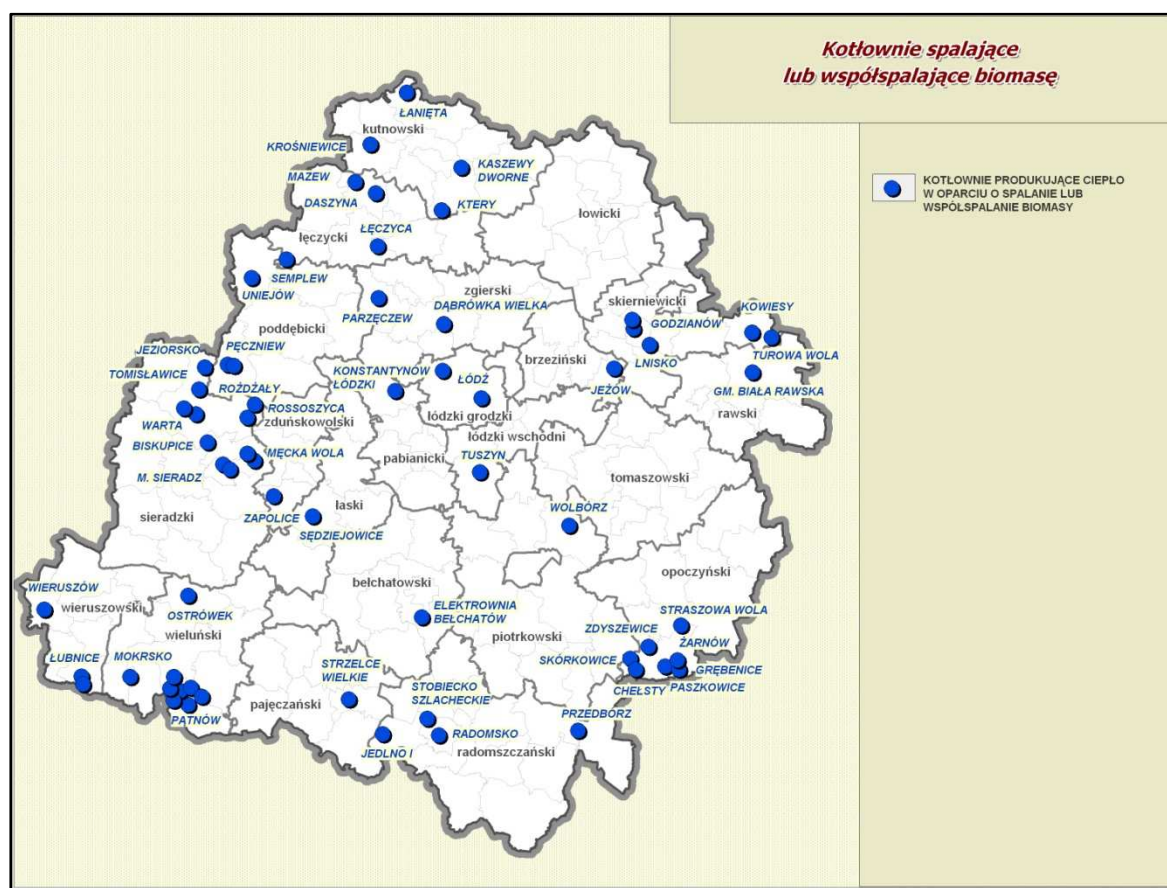 Kotłownie spalające
lub współspalające biomasę
KOTŁOWNIE PRODUKUJĄCE CIEPŁO
W OPARCIU O SPALANIE LUB
WSPÓŁSPALANIE BIOMASY
ŁANIĘTA
kutnowski
KROŚNIEWICE
KASZEWY
DWORNE
MAZEW
DASZYNA
KTERY
łowicki
ŁĘCZYCA
łęczycki
SEMPLEW
UNIEJÓW
zgierski
skierniewicki
PARZĘCZEW
DĄBRÓWKA WIELKA
KOWIESY
GODZIANÓW
poddębicki
TUROWA WOLA
LNISKO
PĘCZNIEW
JEZIORSKO
brzeziński
TOMISŁAWICE
KONSTANTYNÓW
ŁÓDZKI
ŁÓDŹ
JEŻÓW
GM. BIAŁA RAWSKA
ROŻDŻAŁY
ROSSOSZYCA
łódzki grodzki
rawski
WARTA
zduńskowolski
łódzki wschodni
BISKUPICE
MĘCKA WOLA
pabianicki
TUSZYN
M. SIERADZ
tomaszowski
łaski
WOLBÓRZ
sieradzki
ZAPOLICE
SĘDZIEJOWICE
opoczyński
WIERUSZÓW
bełchatowski
wieruszowski
OSTRÓWEK
ELEKTROWNIA
BEŁCHATÓW
STRASZOWA WOLA
ZDYSZEWICE
wieluński
piotrkowski
ŻARNÓW
ŁUBNICE
MOKRSKO
STRZELCE
WIELKIE
SKÓRKOWICE
GRĘBENICE
CHEŁSTY
PASZKOWICE
STOBIECKO
SZLACHECKIE
pajęczański
PATNÓW
PRZEDBÓRZ
RADOMSKO
JEDLNO I
radomszczański